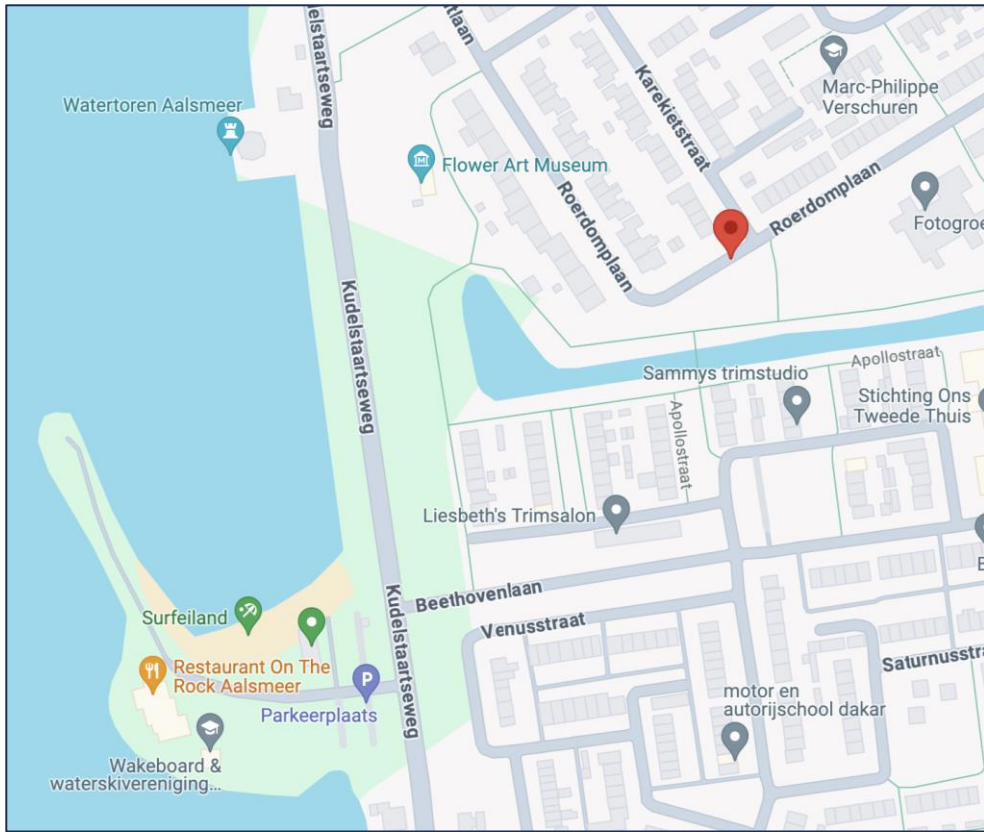 delstaartseweg
tlaan
Karekietstraat
Marc-Philippe
Verschuren
Watertoren Aalsmeer
Flower Art Museum
Roerdomplaan
Roerdomplaan
Fotogroe
Kudelstaartseweg
Sammys trimstudio
Apollostraat
Stichting Ons
Tweede Thuis
Apollostraat
Liesbeth's Trimsalon
Beethovenlaan
Kudelstaartseweg
Surfeiland
Venusstraat
Restaurant On The
Rock Aalsmeer
P
Parkeerplaats
Saturnusstra
motor en
autorijschool dakar
Wakeboard &
waterskivereniging...